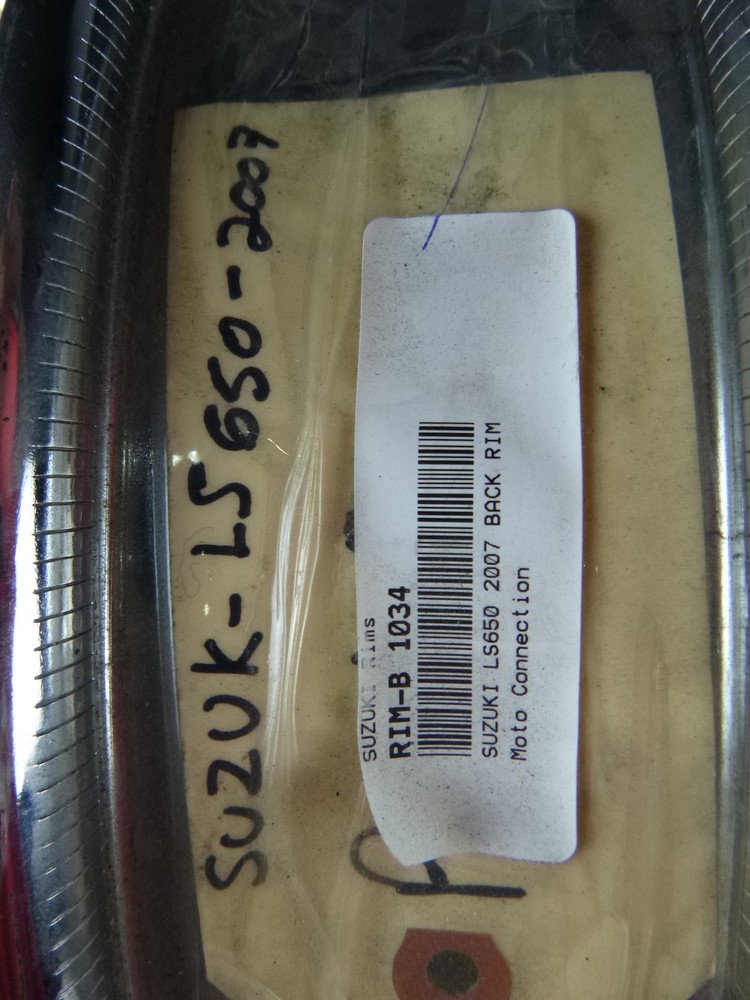 SUZUK-LS650-2007
SUZUKI Rims
RIM-B 1034
SUZUKI LS650 2007 BACK RIM
Moto Connection